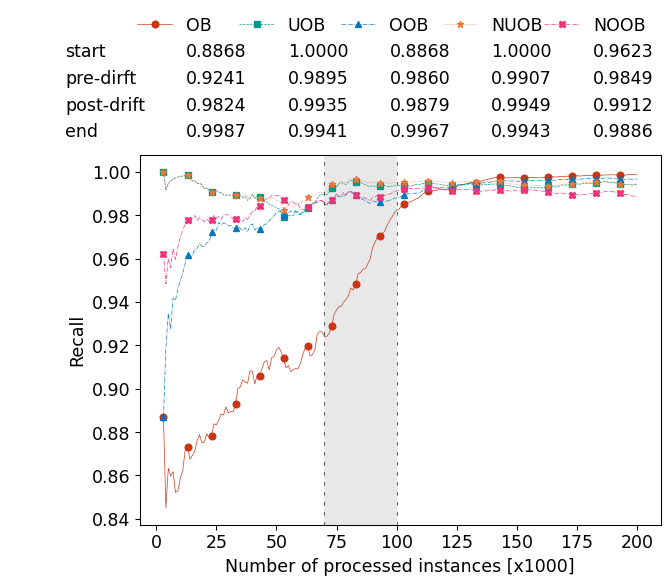 OB UOB OOB NUOB NOOB
start 0.8868 1.0000 0.8868 1.0000 0.9623
pre-dirft 0.9241 0.9895 0.9860 0.9907 0.9849
post-drift 0.9824 0.9935 0.9879 0.9949 0.9912
end 0.9987 0.9941 0.9967 0.9943 0.9886
1.00
0.98
0.96
0.94
0.92
0.90
0.88
0.86
0.84
Recall
0 25 50 75 100 125 150 175 200
Number of processed instances [x1000]